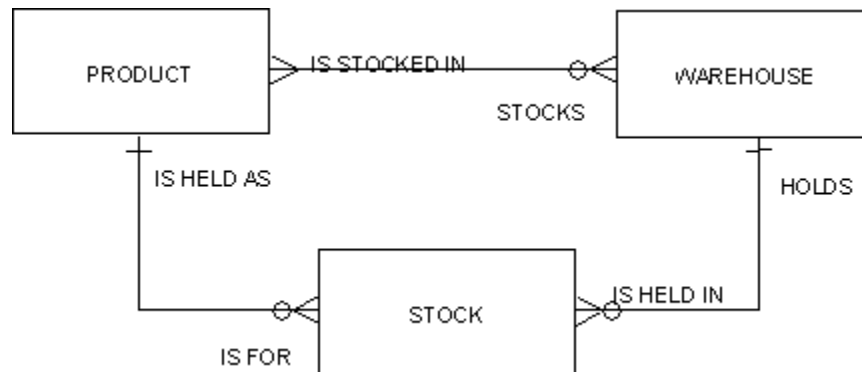 IS STOCKED IN
PRODUCT
WAREHOUSE
STOCKS
IS HELD AS
HOLDS
IS HELD IN
STOCK
IS FOR